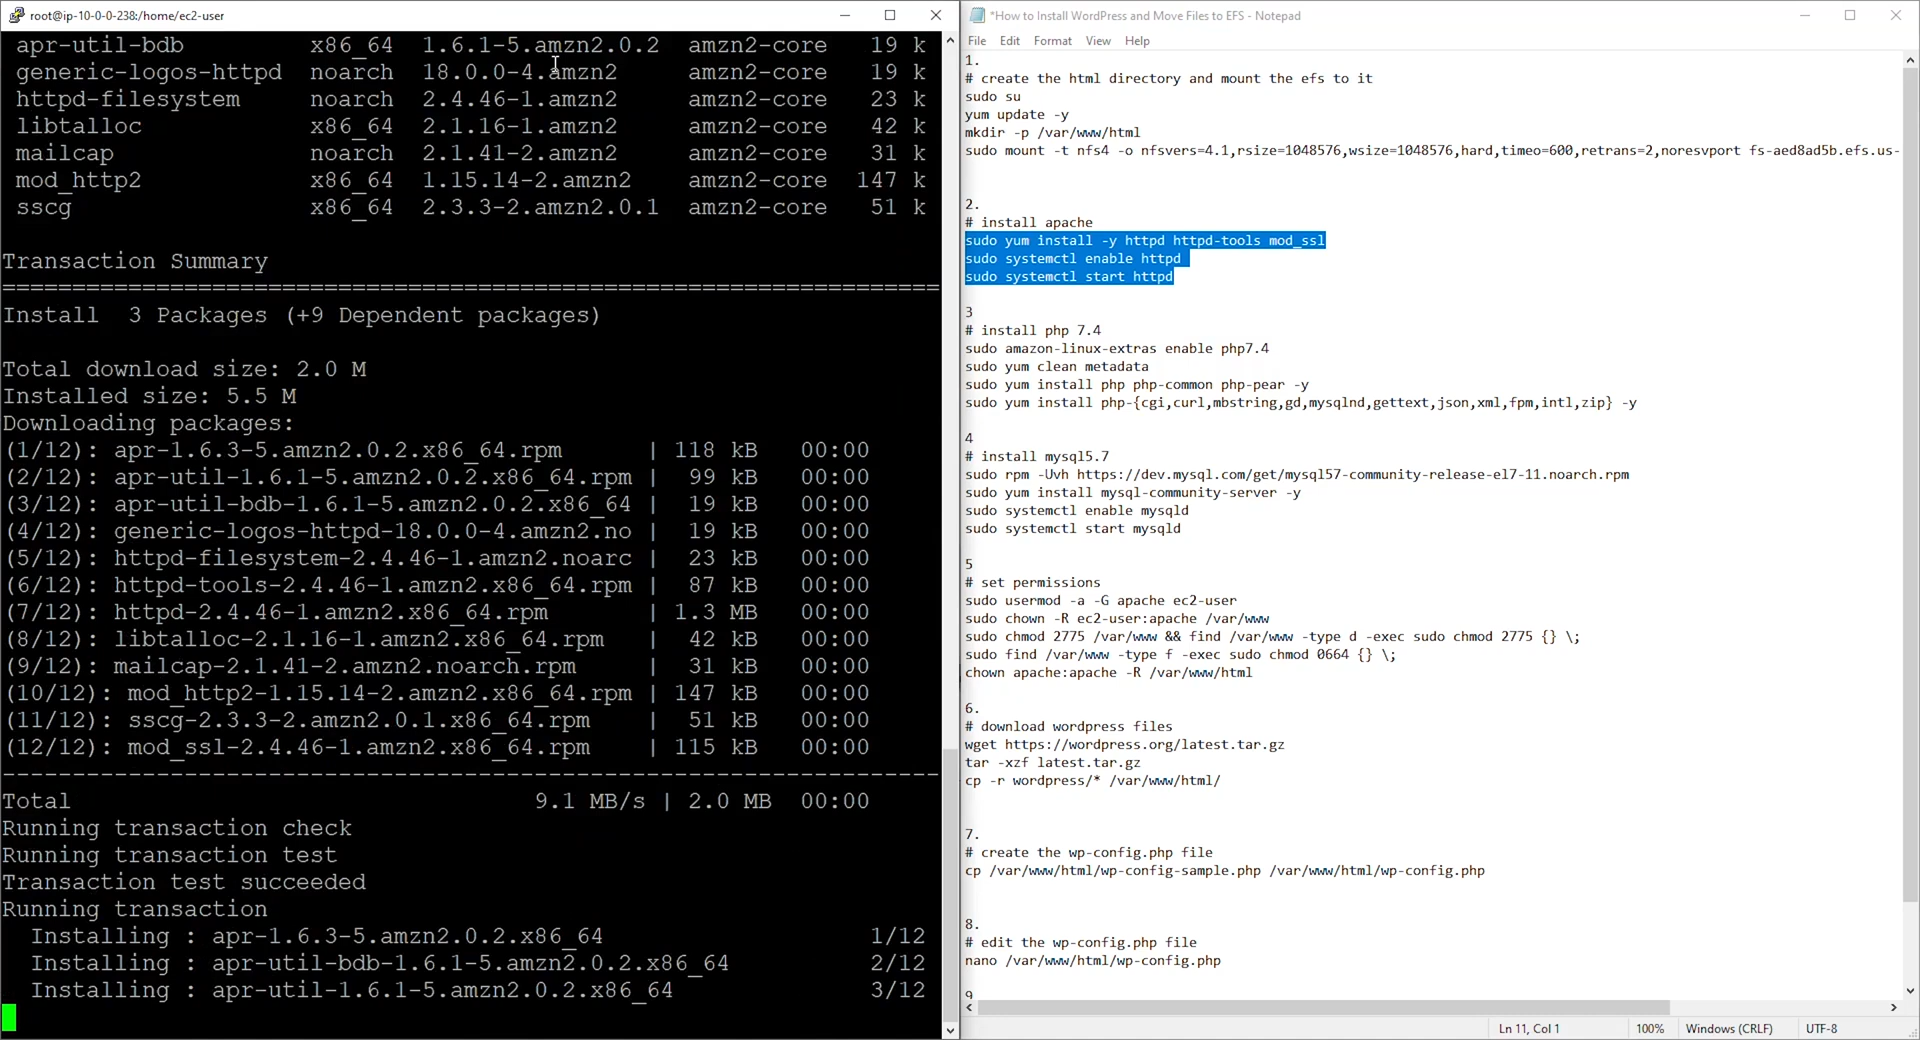 root@ip-10-0-0-238:/home/ec2-user
apr-util-bdb x86_64 1.6.1-5.amzn2.0.2 amzn2-core 19 k
generic-logos-httpd noarch 18.0.0-4.amzn2 amzn2-core 19 k
httpd-filesystem noarch 2.4.46-1.amzn2 amzn2-core 23 k
libtalloc x86_64 2.1.16-1.amzn2 amzn2-core 42 k
mailcap noarch 2.1.41-2.amzn2 amzn2-core 31 k
mod_http2 x86_64 1.15.14-2.amzn2 amzn2-core 147 k
sscg x86_64 2.3.3-2.amzn2.0.1 amzn2-core 51 k
Transaction Summary
================================================================================
Install 3 Packages (+9 Dependent packages)
Total download size: 2.0 M
Installed size: 5.5 M
Downloading packages:
(1/12): apr-1.6.3-5.amzn2.0.2.x86_64.rpm | 118 kB 00:00
(2/12): apr-util-1.6.1-5.amzn2.0.2.x86_64.rpm | 99 kB 00:00
(3/12): apr-util-bdb-1.6.1-5.amzn2.0.2.x86_64 | 19 kB 00:00
(4/12): generic-logos-httpd-18.0.0-4.amzn2.no | 19 kB 00:00
(5/12): httpd-filesystem-2.4.46-1.amzn2.noarc | 23 kB 00:00
(6/12): httpd-tools-2.4.46-1.amzn2.x86_64.rpm | 87 kB 00:00
(7/12): httpd-2.4.46-1.amzn2.x86_64.rpm | 1.3 MB 00:00
(8/12): libtalloc-2.1.16-1.amzn2.x86_64.rpm | 42 kB 00:00
(9/12): mailcap-2.1.41-2.amzn2.noarch.rpm | 31 kB 00:00
(10/12): mod_http2-1.15.14-2.amzn2.x86_64.rpm | 147 kB 00:00
(11/12): sscg-2.3.3-2.amzn2.0.1.x86_64.rpm | 51 kB 00:00
(12/12): mod_ssl-2.4.46-1.amzn2.x86_64.rpm | 115 kB 00:00
--------------------------------------------------------------------------------
Total 9.1 MB/s | 2.0 MB 00:00
Running transaction check
Running transaction test
Transaction test succeeded
Running transaction
Installing : apr-1.6.3-5.amzn2.0.2.x86_64 1/12
Installing : apr-util-bdb-1.6.1-5.amzn2.0.2.x86_64 2/12
Installing : apr-util-1.6.1-5.amzn2.0.2.x86_64 3/12
*How to Install WordPress and Move Files to EFS - Notepad
File Edit Format View Help
1.
# create the html directory and mount the efs to it
sudo su
yum update -y
mkdir -p /var/www/html
sudo mount -t nfs4 -o nfsvers=4.1,rsize=1048576,wsize=1048576,hard,timeo=600,retrans=2,noresvport fs-aed8ad5b.efs.us-
2.
# install apache
sudo yum install -y httpd httpd-tools mod_ssl
sudo systemctl enable httpd
sudo systemctl start httpd
3
# install php 7.4
sudo amazon-linux-extras enable php7.4
sudo yum clean metadata
sudo yum install php php-common php-pear -y
sudo yum install php-{cgi,curl,mbstring,gd,mysqlnd,gettext,json,xml,fpm,intl,zip} -y
4
# install mysql5.7
sudo rpm -Uvh https://dev.mysql.com/get/mysql57-community-release-el7-11.noarch.rpm
sudo yum install mysql-community-server -y
sudo systemctl enable mysqld
sudo systemctl start mysqld
5
# set permissions
sudo usermod -a -G apache ec2-user
sudo chown -R ec2-user:apache /var/www
sudo chmod 2775 /var/www && find /var/www -type d -exec sudo chmod 2775 {} \;
sudo find /var/www -type f -exec sudo chmod 0664 {} \;
chown apache:apache -R /var/www/html
6.
# download wordpress files
wget https://wordpress.org/latest.tar.gz
tar -xzf latest.tar.gz
cp -r wordpress/* /var/www/html/
7.
# create the wp-config.php file
cp /var/www/html/wp-config-sample.php /var/www/html/wp-config.php
8.
# edit the wp-config.php file
nano /var/www/html/wp-config.php
9
Ln 11, Col 1 100% Windows (CRLF) UTF-8